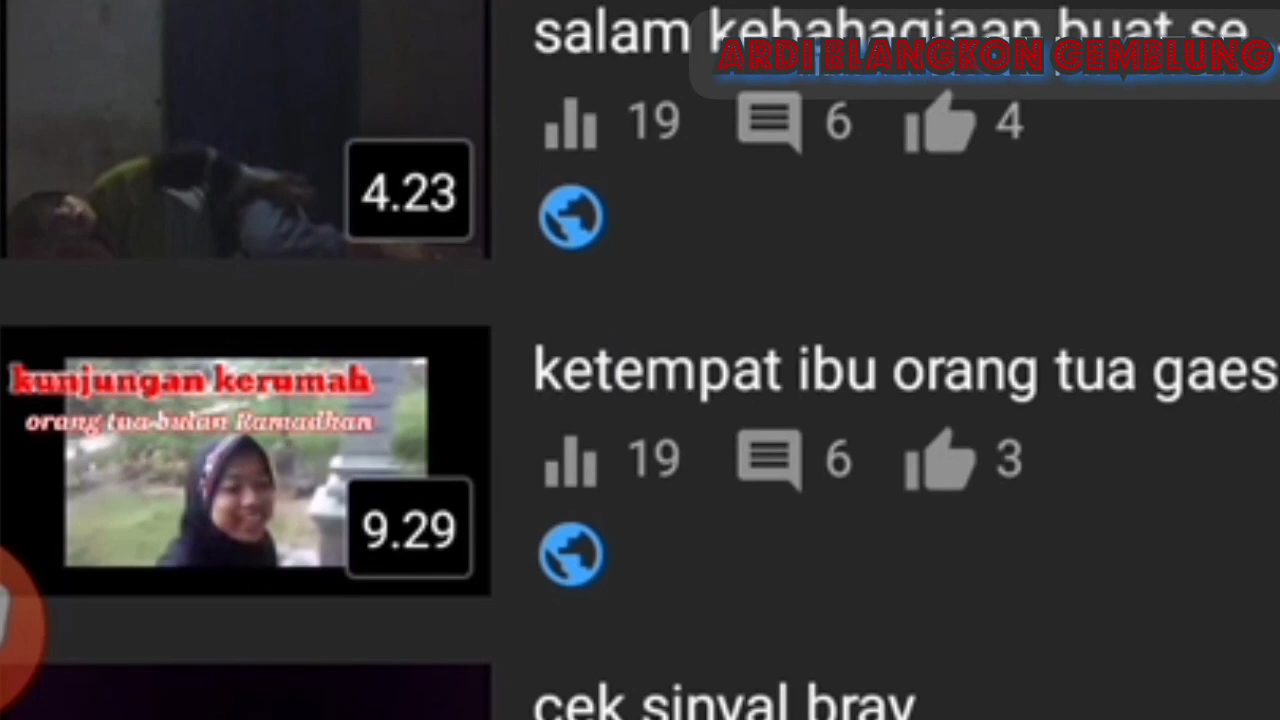 salam kebahagiaan buat se
ARDI BLANGKON GEMBLUNG
19 6 4
4.23
ketempat ibu orang tua gaes
kunjungan kerumah
orang tua bulan Ramadhan
19 6 3
9.29
cek sinyal bray